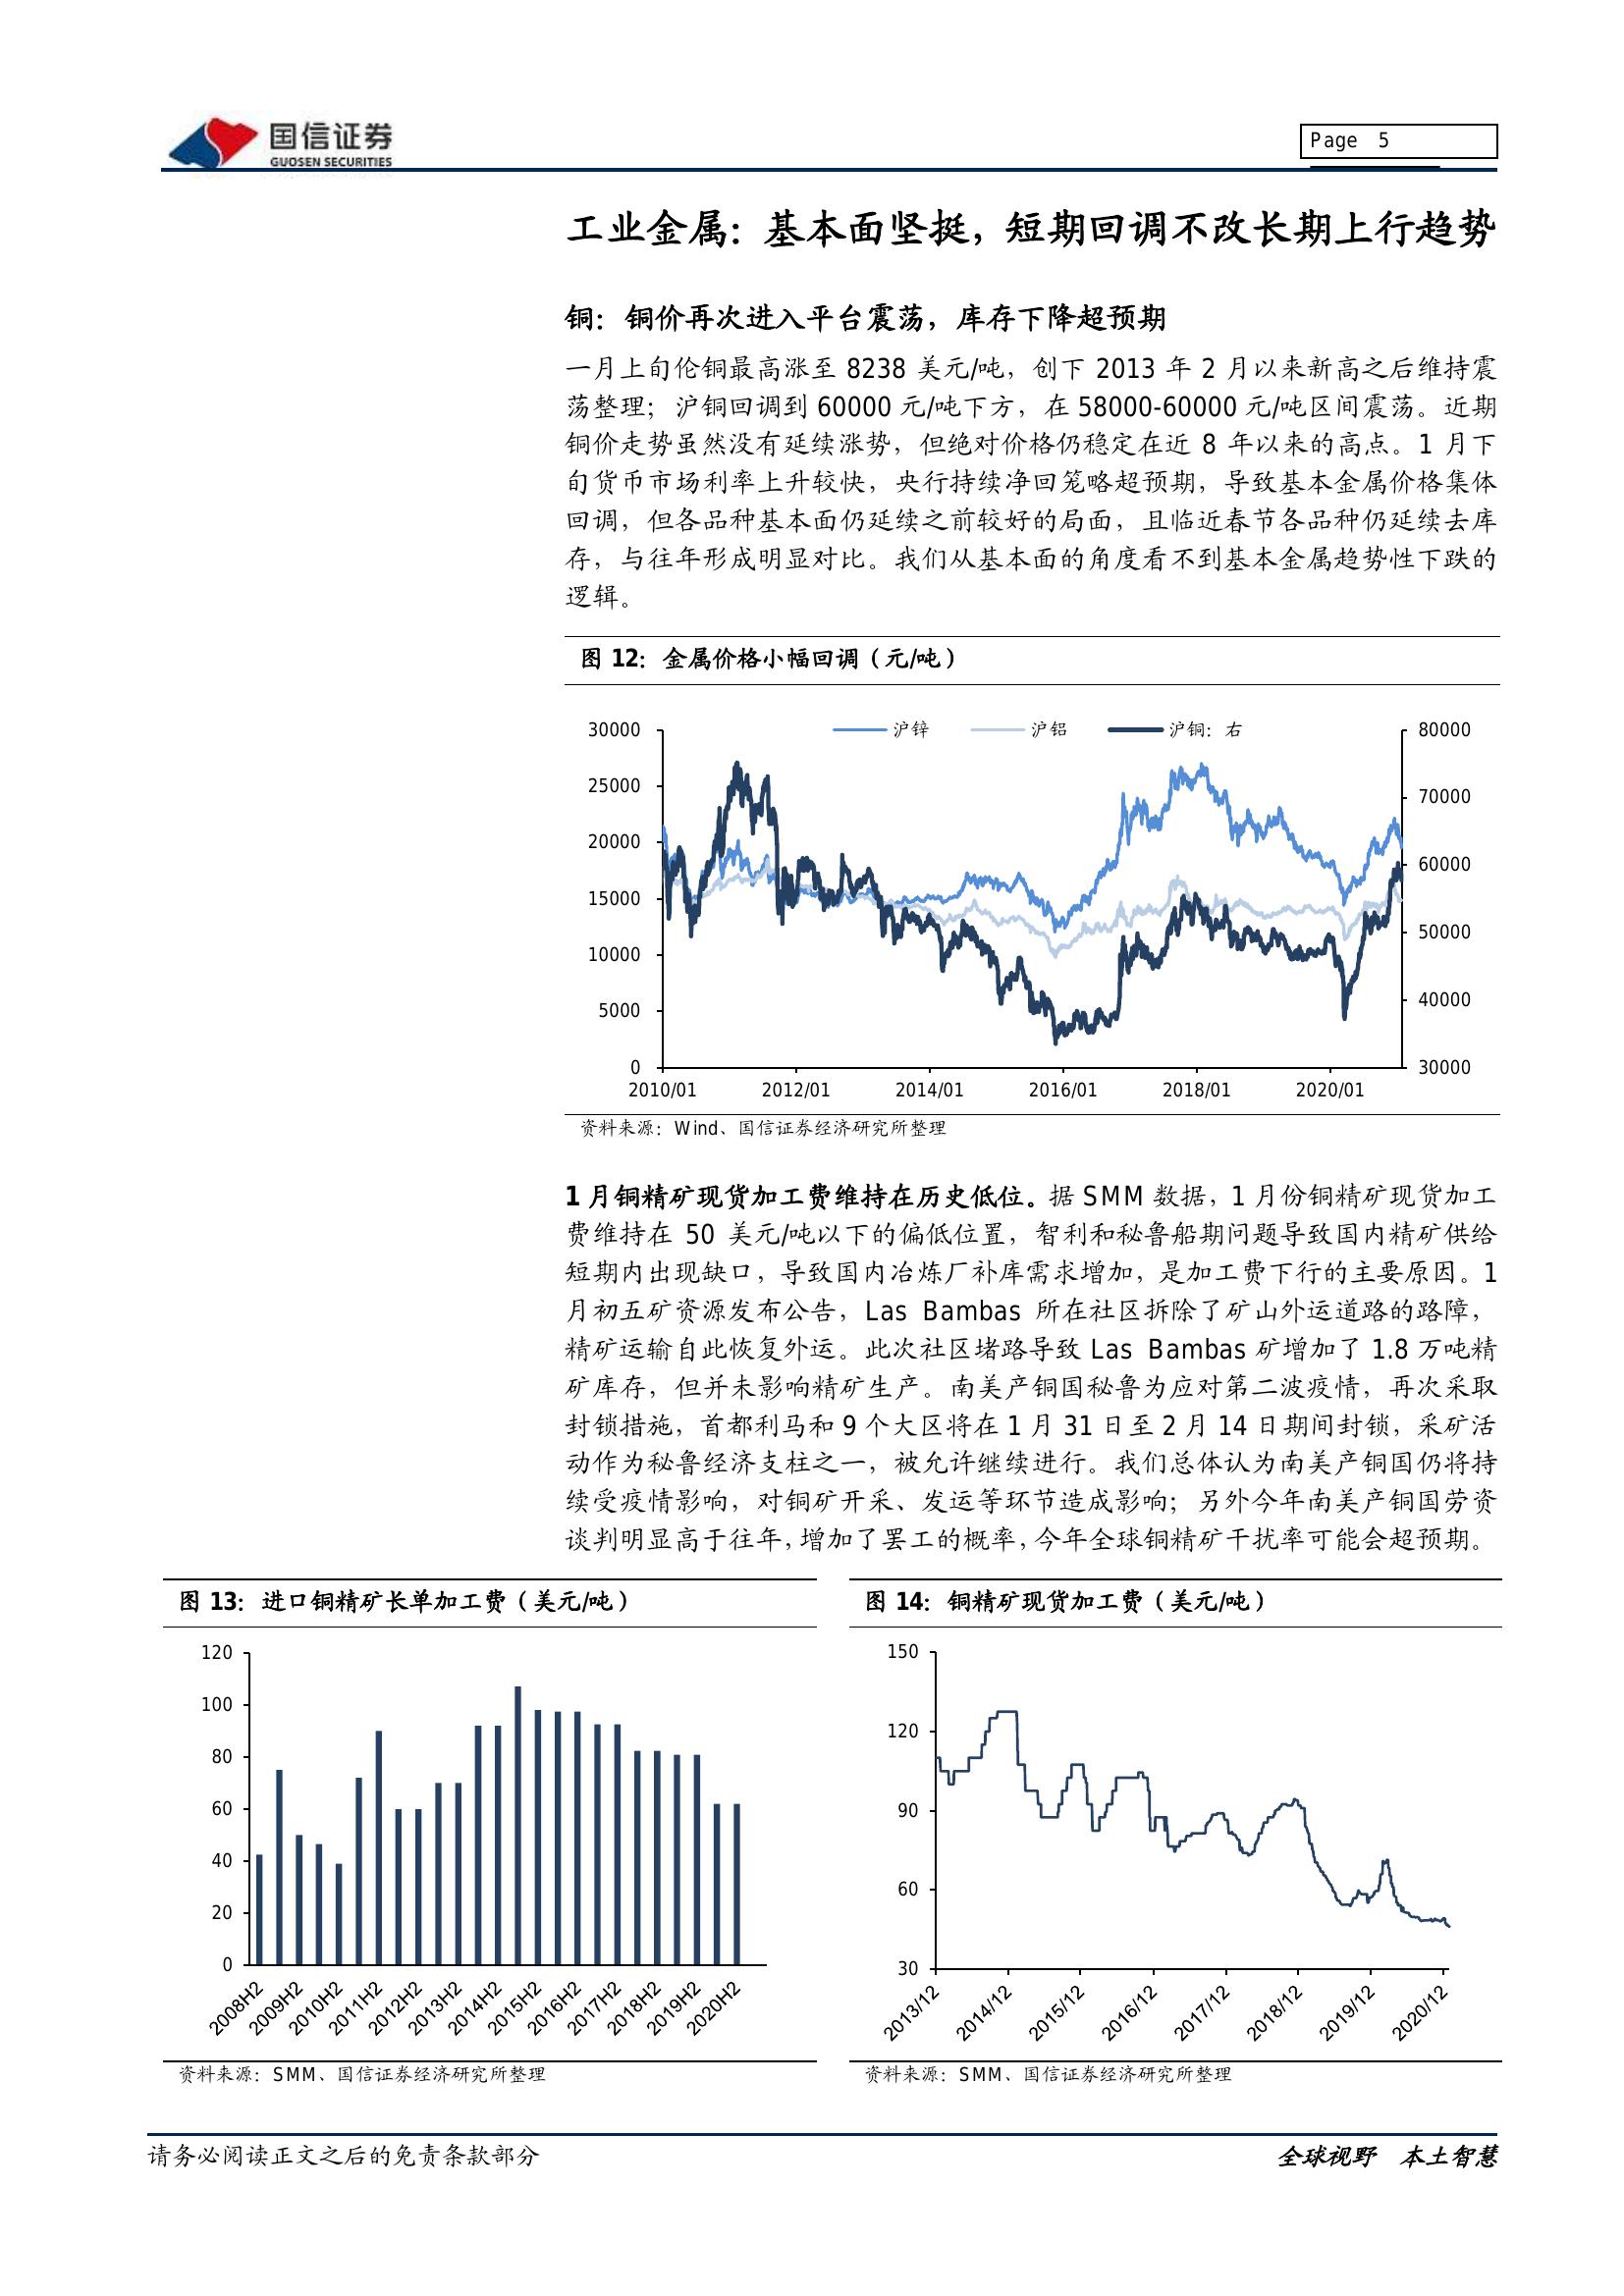 国信证券
GUOSEN SECURITIES
Page 5
工业金属：基本面坚挺，短期回调不改长期上行趋势
铜：铜价再次进入平台震荡，库存下降超预期
一月上旬伦铜最高涨至 8238 美元/吨，创下 2013 年 2 月以来新高之后维持震
荡整理；沪铜回调到 60000 元/吨下方，在 58000-60000 元/吨区间震荡。近期
铜价走势虽然没有延续涨势，但绝对价格仍稳定在近 8 年以来的高点。1 月下
旬货币市场利率上升较快，央行持续净回笼略超预期，导致基本金属价格集体
回调，但各品种基本面仍延续之前较好的局面，且临近春节各品种仍延续去库
存，与往年形成明显对比。我们从基本面的角度看不到基本金属趋势性下跌的
逻辑。
图 12：金属价格小幅回调（元/吨）
沪锌 沪铝 沪铜：右
30000 80000
25000 70000
20000 60000
15000
10000 50000
5000 40000
0 30000
2010/01 2012/01 2014/01 2016/01 2018/01 2020/01
资料来源：Wind、国信证券经济研究所整理
1 月铜精矿现货加工费维持在历史低位。据 SMM 数据，1 月份铜精矿现货加工
费维持在 50 美元/吨以下的偏低位置，智利和秘鲁船期问题导致国内精矿供给
短期内出现缺口，导致国内冶炼厂补库需求增加，是加工费下行的主要原因。1
月初五矿资源发布公告，Las Bambas 所在社区拆除了矿山外运道路的路障，
精矿运输自此恢复外运。此次社区堵路导致 Las Bambas 矿增加了 1.8 万吨精
矿库存，但并未影响精矿生产。南美产铜国秘鲁为应对第二波疫情，再次采取
封锁措施，首都利马和 9 个大区将在 1 月 31 日至 2 月 14 日期间封锁，采矿活
动作为秘鲁经济支柱之一，被允许继续进行。我们总体认为南美产铜国仍将持
续受疫情影响，对铜矿开采、发运等环节造成影响；另外今年南美产铜国劳资
谈判明显高于往年，增加了罢工的概率，今年全球铜精矿干扰率可能会超预期。
图 13：进口铜精矿长单加工费（美元/吨）
120
100
80
60
40
20
0
2008H2 2009H2 2010H2 2011H2 2012H2 2013H2 2014H2 2015H2 2016H2 2017H2 2018H2 2019H2 2020H2
资料来源：SMM、国信证券经济研究所整理
图 14：铜精矿现货加工费（美元/吨）
150
120
90
60
30
2013/12 2014/12 2015/12 2016/12 2017/12 2018/12 2019/12 2020/12
资料来源：SMM、国信证券经济研究所整理
请务必阅读正文之后的免责条款部分
全球视野 本土智慧